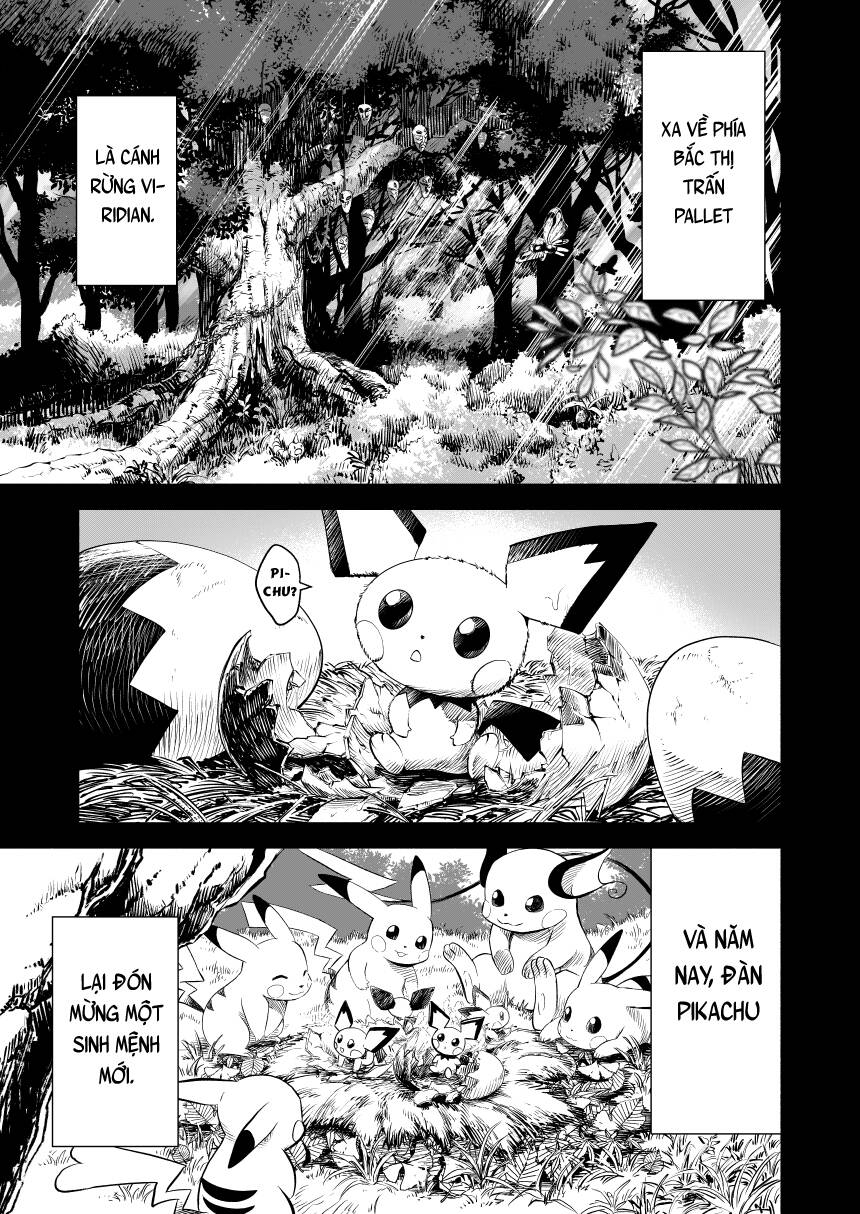 XA VỀ PHÍA
BẮC THỊ
TRẤN
PALLET
LÀ CÁNH
RỪNG VI-
RIDIAN.
PI-
CHU?
VÀ NĂM
NAY, ĐÀN
PIKACHU
LẠI ĐÓN
MỪNG MỘT
SINH MỆNH
MỚI.